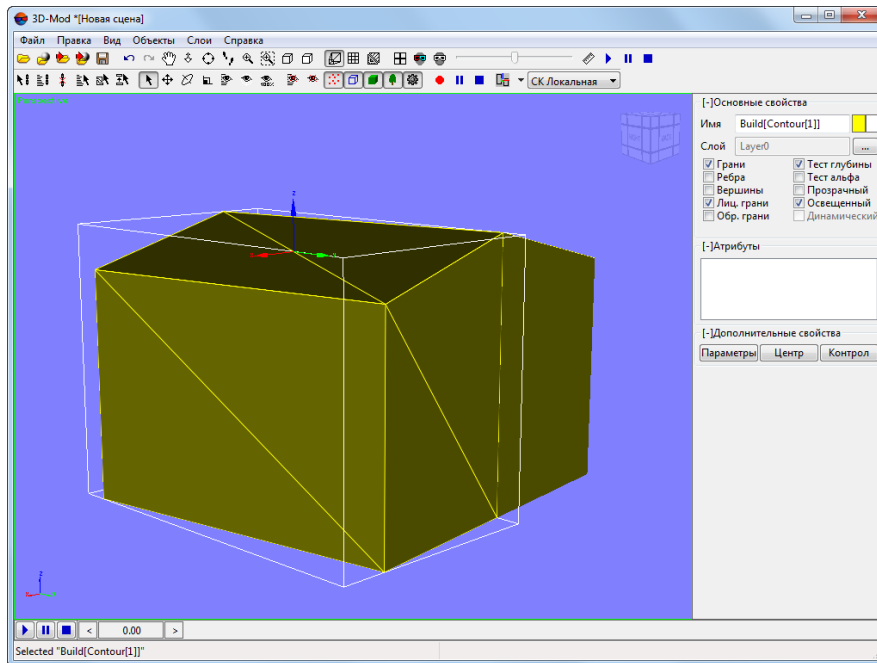 3D-Mod *[Новая сцена]
Файл Правка Вид Объекты Слои Справка
СК Локальная
[-]Основные свойства
Имя Build[Contour[1]]
Слой Layer0 ...
Грани Тест глубины
Ребра Тест альфа
Вершины Прозрачный
Лиц. грани Освещенный
Обр. грани Динамический
[-]Атрибуты
[-]Дополнительные свойства
Параметры Центр Контрол
z
z
< 0.00 >
Selected "Build[Contour[1]]"